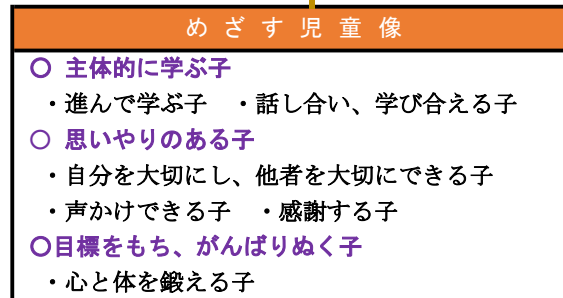 めざす児童像
〇 主体的に学ぶ子
・進んで学ぶ子　・話し合い、学び合える子
〇 思いやりのある子
・自分を大切にし、他者を大切にできる子
・声かけできる子　・感謝する子
〇目標をもち、がんばりぬく子
・心と体を鍛える子